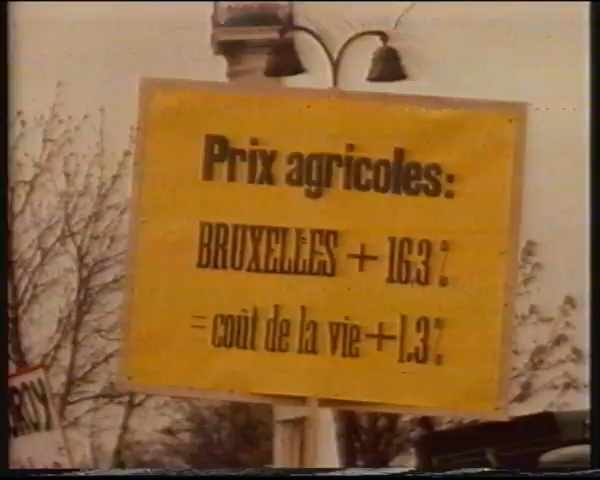 Prix agricoles:
BRUXELLES + 16.3%
= coût de la vie + 1.3%